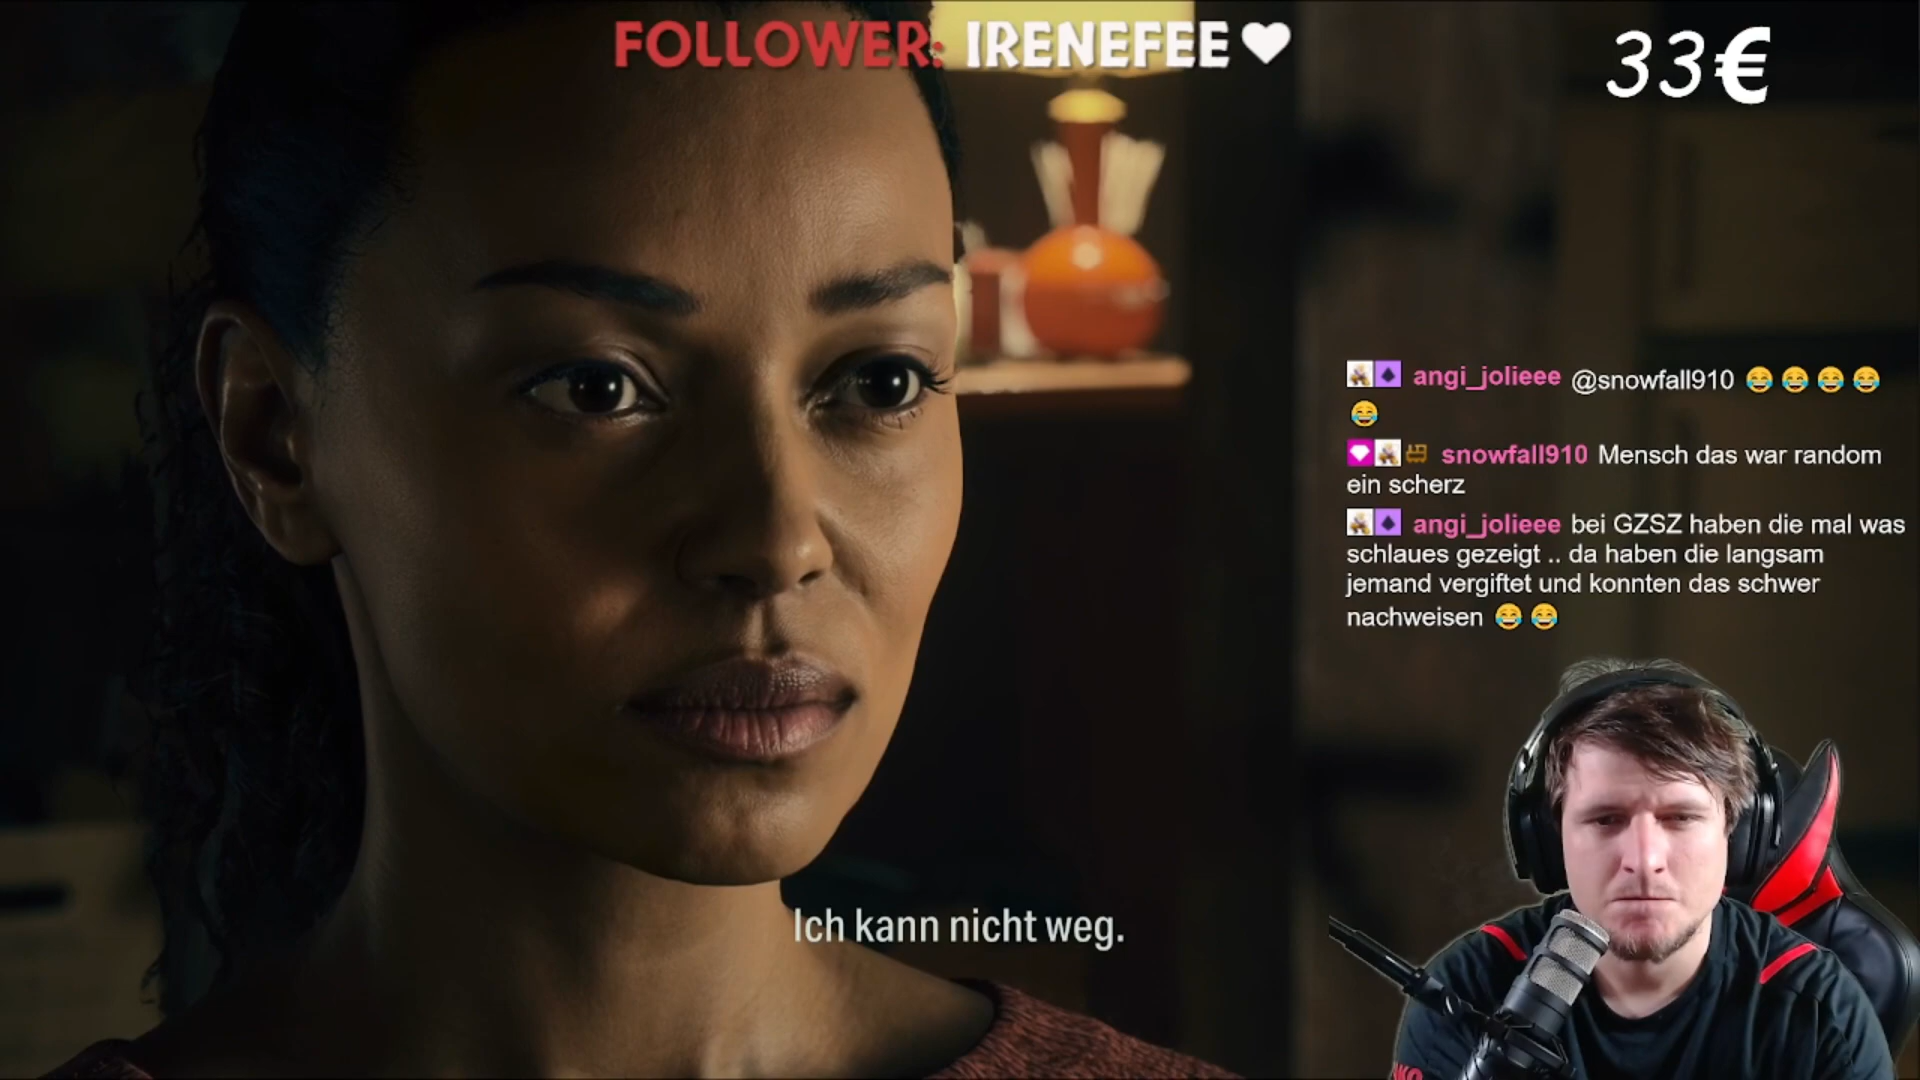 FOLLOWER: IRENEFEE
33€
angi_jolieee @snowfall910 😂 😂 😂 😂
😂
snowfall910 Mensch das war random
ein scherz
angi_jolieee bei GZSZ haben die mal was
schlaues gezeigt .. da haben die langsam
jemand vergiftet und konnten das schwer
nachweisen 😂 😂
Ich kann nicht weg.